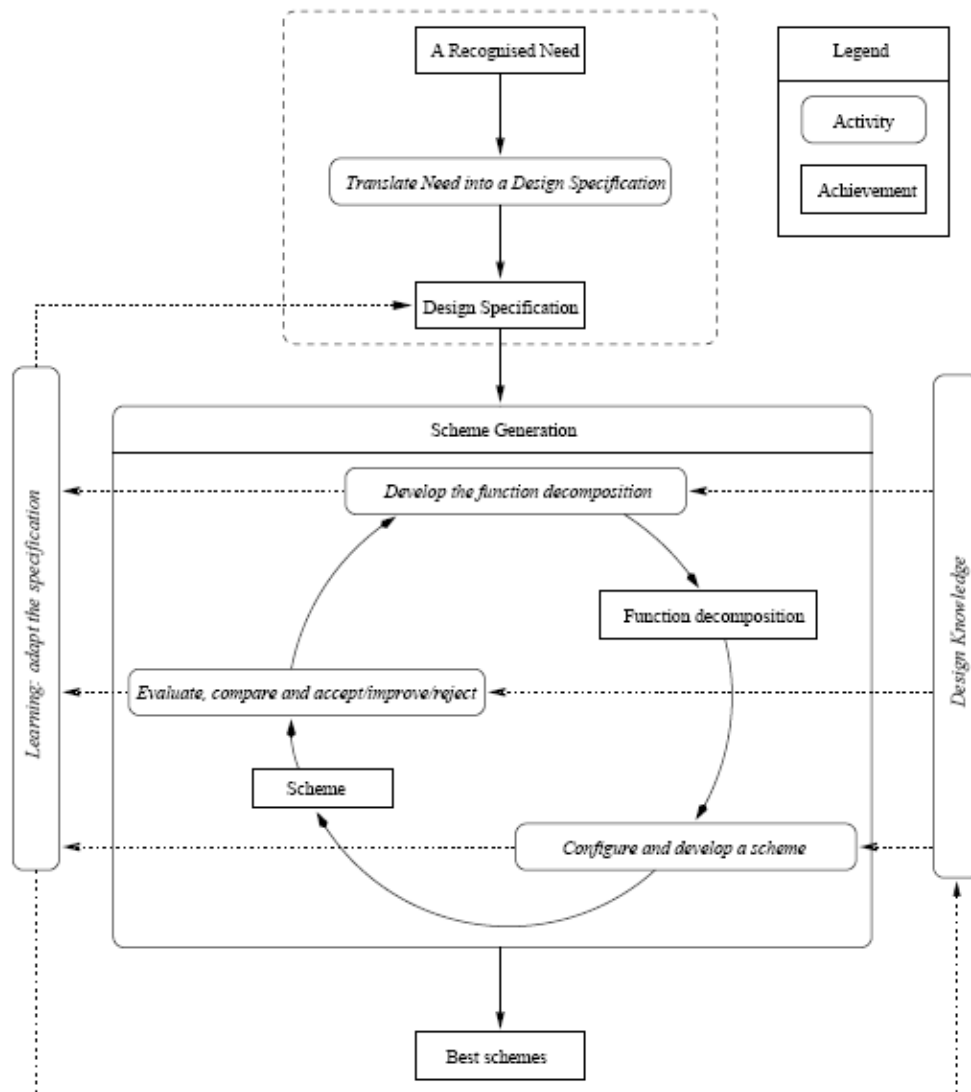 A Recognised Need
Legend
Activity
Achievement
Translate Need into a Design Specification
Design Specification
Scheme Generation
Develop the function decomposition
Function decomposition
Evaluate, compare and accept/improve/reject
Scheme
Configure and develop a scheme
Learning: adapt the specification
Design Knowledge
Best schemes